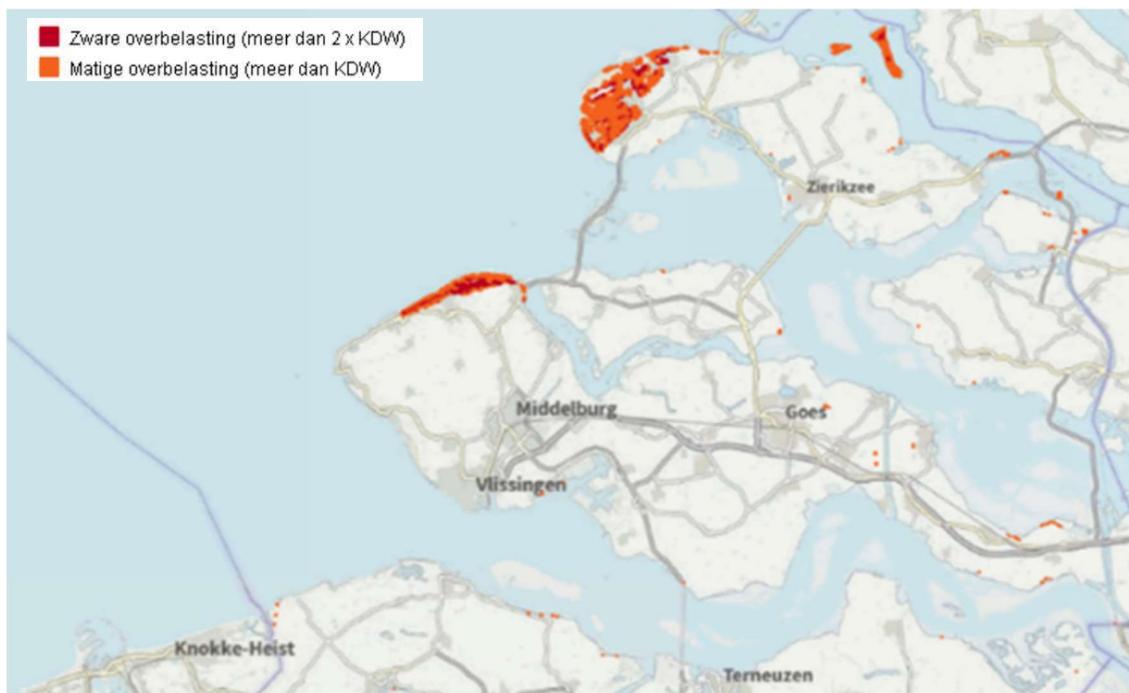 Zware overbelasting (meer dan 2 x KDW)
Matige overbelasting (meer dan KDW)
Zierikzee
Middelburg
Goes
Vlissingen
Knokke-Heist
Terneuzen